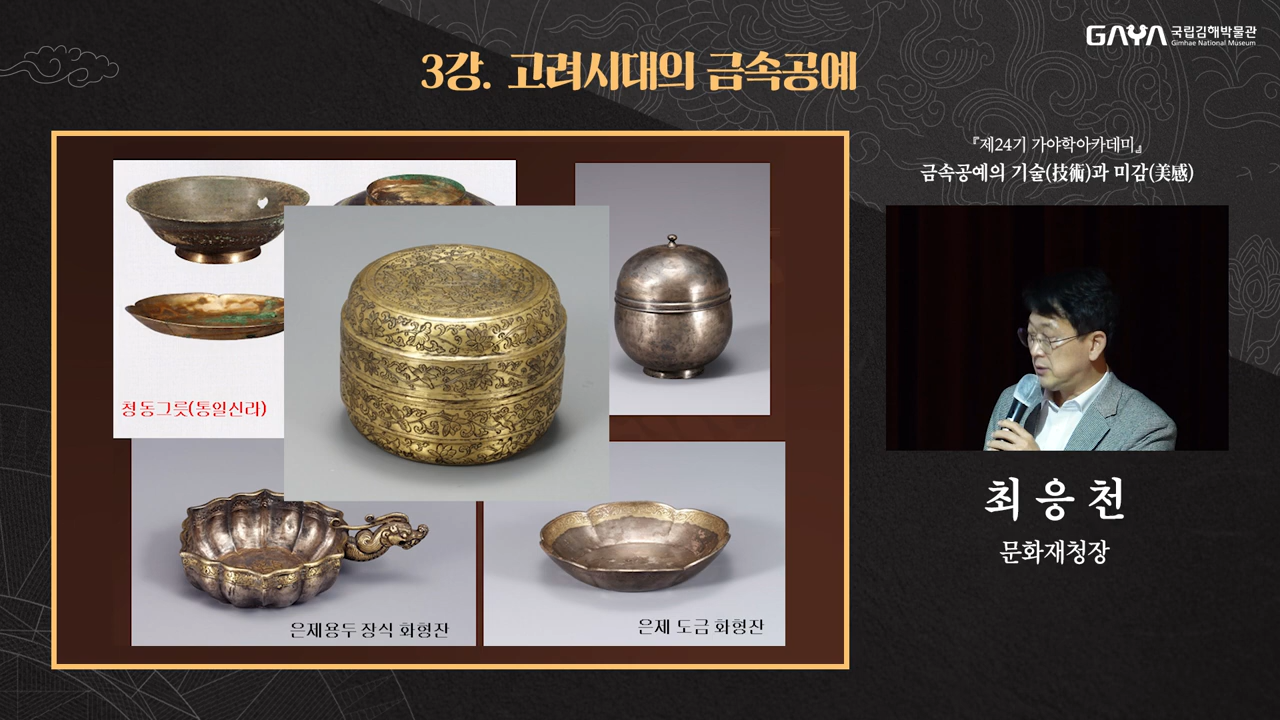 GAYA 국립김해박물관
Gimhae National Museum
3강. 고려시대의 금속공예
『제24기 가야학아카데미』
금속공예의 기술(技術)과 미감(美感)
청동그릇(통일신라)
은제용두 장식 화형잔
은제 도금 화형잔
최응천
문화재청장